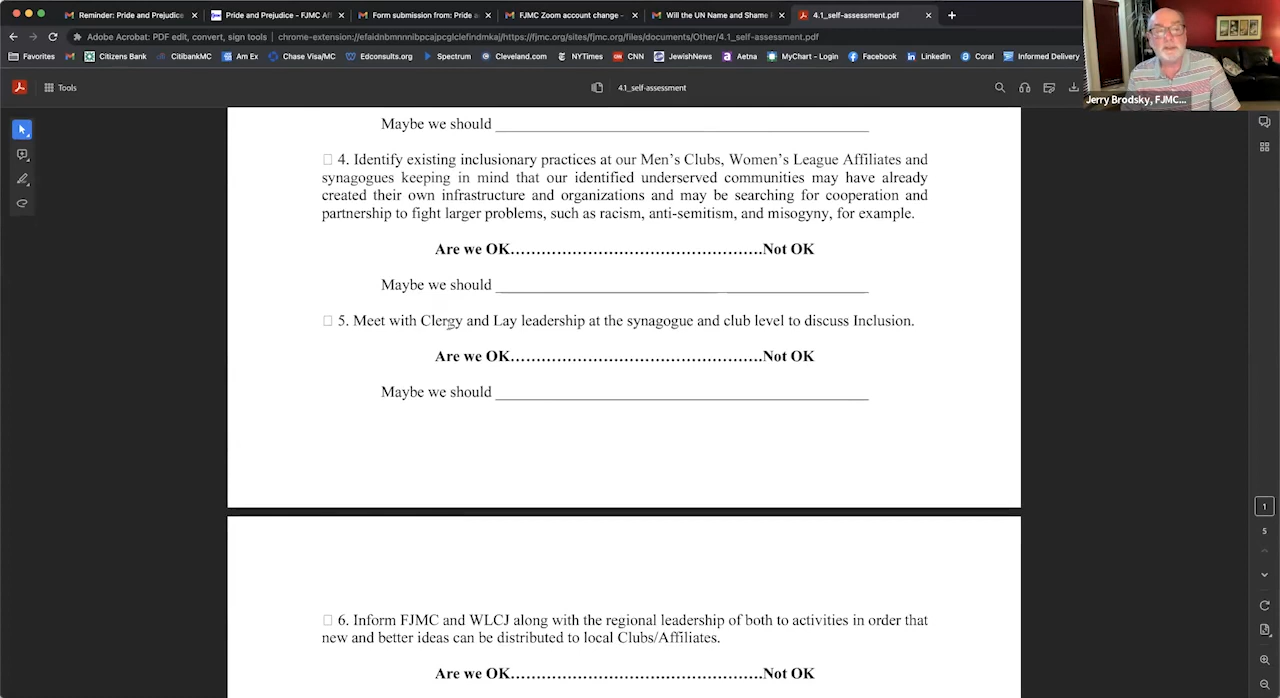 Reminder: Pride and Prejudice
Pride and Prejudice - FJMC Aff
Form submission from: Pride a
FJMC Zoom account change -
Will the UN Name and Shame
4.1_self-assessment.pdf
Adobe Acrobat: PDF edit, convert, sign tools | chrome-extension://efaidnbmnnnibpcajpcglclefindmkaj/https://fjmc.org/sites/fjmc.org/files/documents/Other/4.1_self-assessment.pdf
Favorites Citizens Bank CitibankMC Am Ex Chase Visa/MC Edconsults.org Spectrum Cleveland.com NYTimes CNN JewishNews Aetna MyChart - Login Facebook LinkedIn Coral Informed Delivery
Jerry Brodsky, FJMC...
Tools
4.1_self-assessment
Maybe we should ____________________
4. Identify existing inclusionary practices at our Men's Clubs, Women's League Affiliates and
synagogues keeping in mind that our identified underserved communities may have already
created their own infrastructure and organizations and may be searching for cooperation and
partnership to fight larger problems, such as racism, anti-semitism, and misogyny, for example.
Are we OK…………………………………………..Not OK
Maybe we should ____________________
5. Meet with Clergy and Lay leadership at the synagogue and club level to discuss Inclusion.
Are we OK…………………………………………..Not OK
Maybe we should ____________________
6. Inform FJMC and WLCJ along with the regional leadership of both to activities in order that
new and better ideas can be distributed to local Clubs/Affiliates.
Are we OK…………………………………………..Not OK
1
5